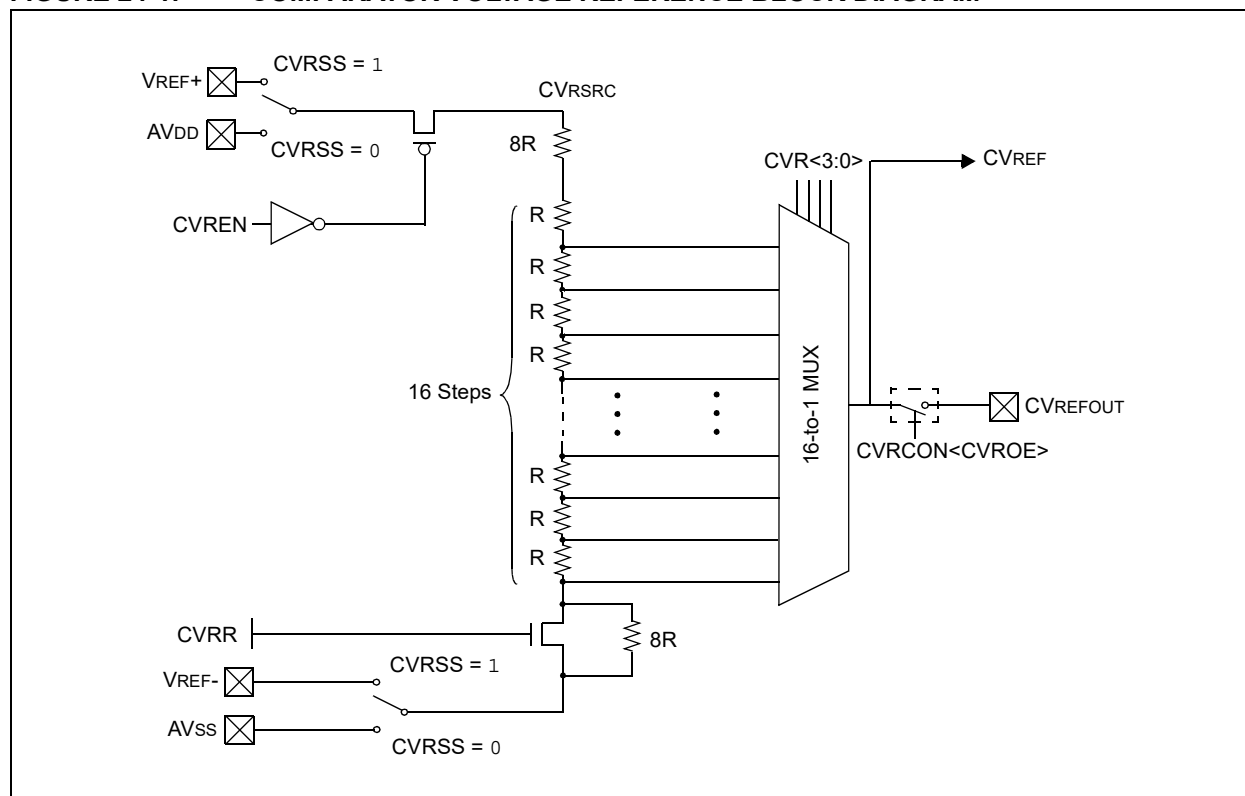 CVRSS = 1
VREF+
CVRSRC
AVDD
8R
CVRSS = 0
CVR<3:0>
CVREF
CVREN
R
R
R
R
16 Steps
16-to-1 MUX
CVREFOUT
CVRCON<CVROE>
R
R
R
CVRR
8R
CVRSS = 1
VREF-
AVSS
CVRSS = 0